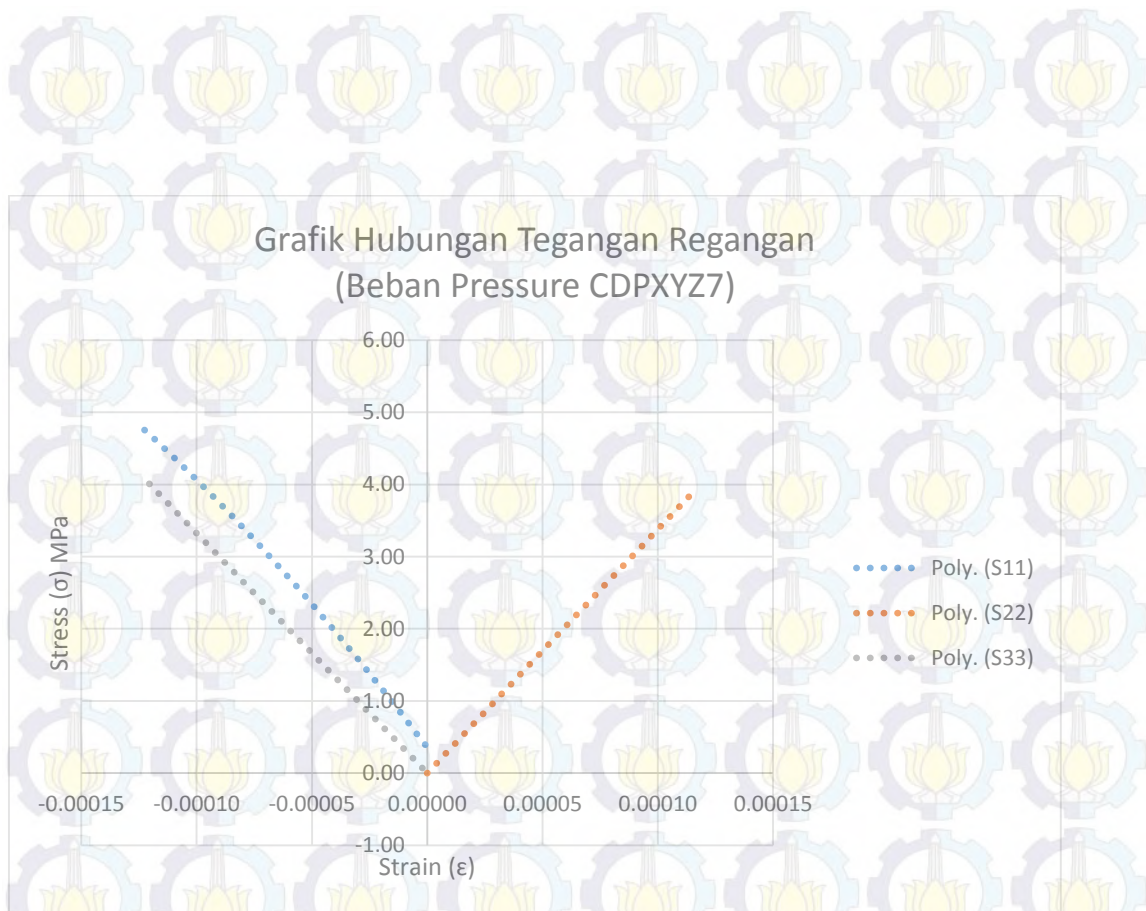 Grafik Hubungan Tegangan Regangan
(Beban Pressure CDPXYZ7)
6.00
5.00
4.00
3.00
2.00
1.00
0.00
-1.00
Stress (σ) MPa
-0.00015 -0.00010 -0.00005 0.00000 0.00005 0.00010 0.00015
Strain (ε)
Poly. (S11)
Poly. (S22)
Poly. (S33)